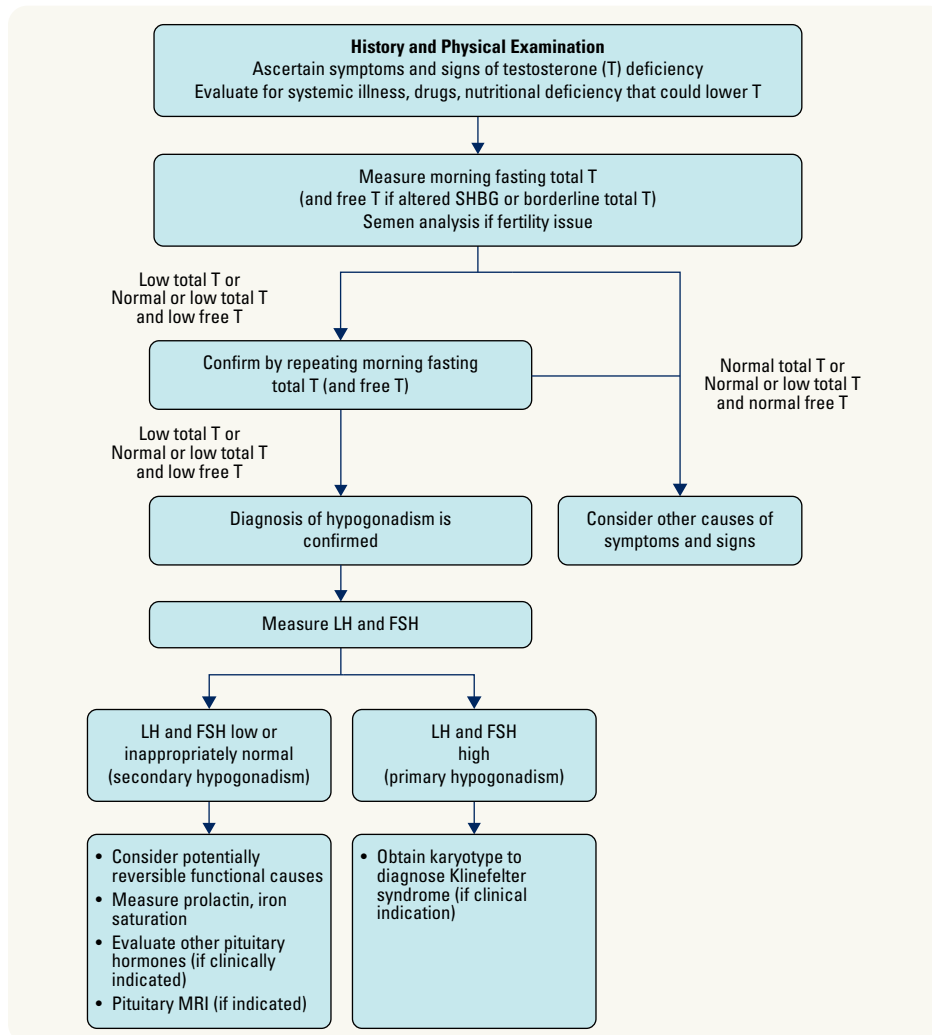 History and Physical Examination
Ascertain symptoms and signs of testosterone (T) deficiency
Evaluate for systemic illness, drugs, nutritional deficiency that could lower T
Measure morning fasting total T
(and free T if altered SHBG or borderline total T)
Semen analysis if fertility issue
Low total T or
Normal or low total T
and low free T
Confirm by repeating morning fasting
total T (and free T)
Normal total T or
Normal or low total T
and normal free T
Low total T or
Normal or low total T
and low free T
Diagnosis of hypogonadism is
confirmed
Consider other causes of
symptoms and signs
Measure LH and FSH
LH and FSH low or
inappropriately normal
(secondary hypogonadism)
LH and FSH
high
(primary hypogonadism)
• Consider potentially
reversible functional causes
• Measure prolactin, iron
saturation
• Evaluate other pituitary
hormones (if clinically
indicated)
• Pituitary MRI (if indicated)
• Obtain karyotype to
diagnose Klinefelter
syndrome (if clinical
indication)